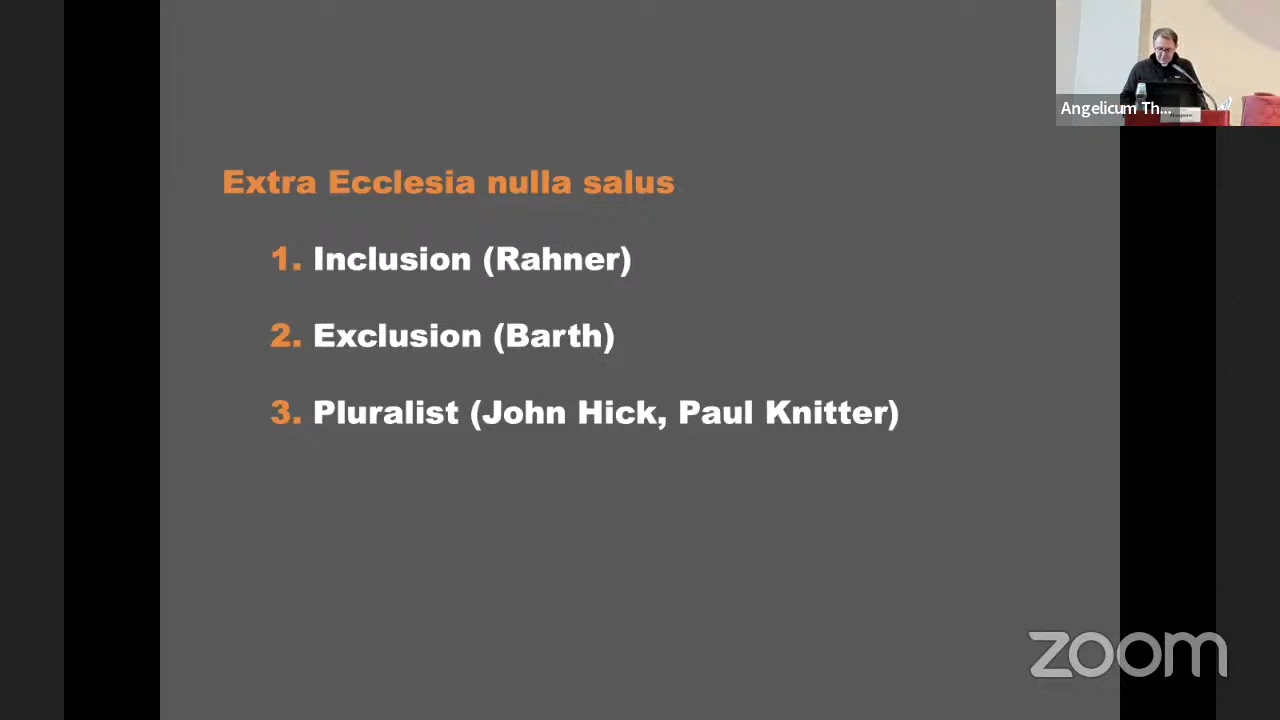 Extra Ecclesia nulla salus
1. Inclusion (Rahner)
2. Exclusion (Barth)
3. Pluralist (John Hick, Paul Knitter)
Angelicum Th...
zoom